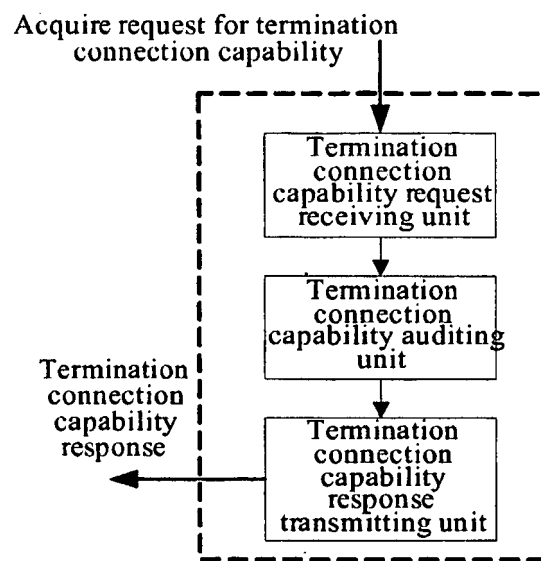 Acquire request for termination
connection capability
Termination
connection
capability request
receiving unit
Termination
connection
capability auditing
unit
Termination
connection
capability
response
Termination
connection
capability
response
transmitting unit